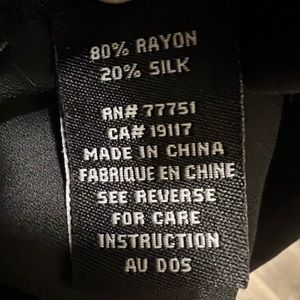 80% RAYON
20% SILK
RN# 77751
CA# 19117
MADE IN CHINA
FABRIQUE EN CHINE
SEE REVERSE
FOR CARE
INSTRUCTION
AU DOS